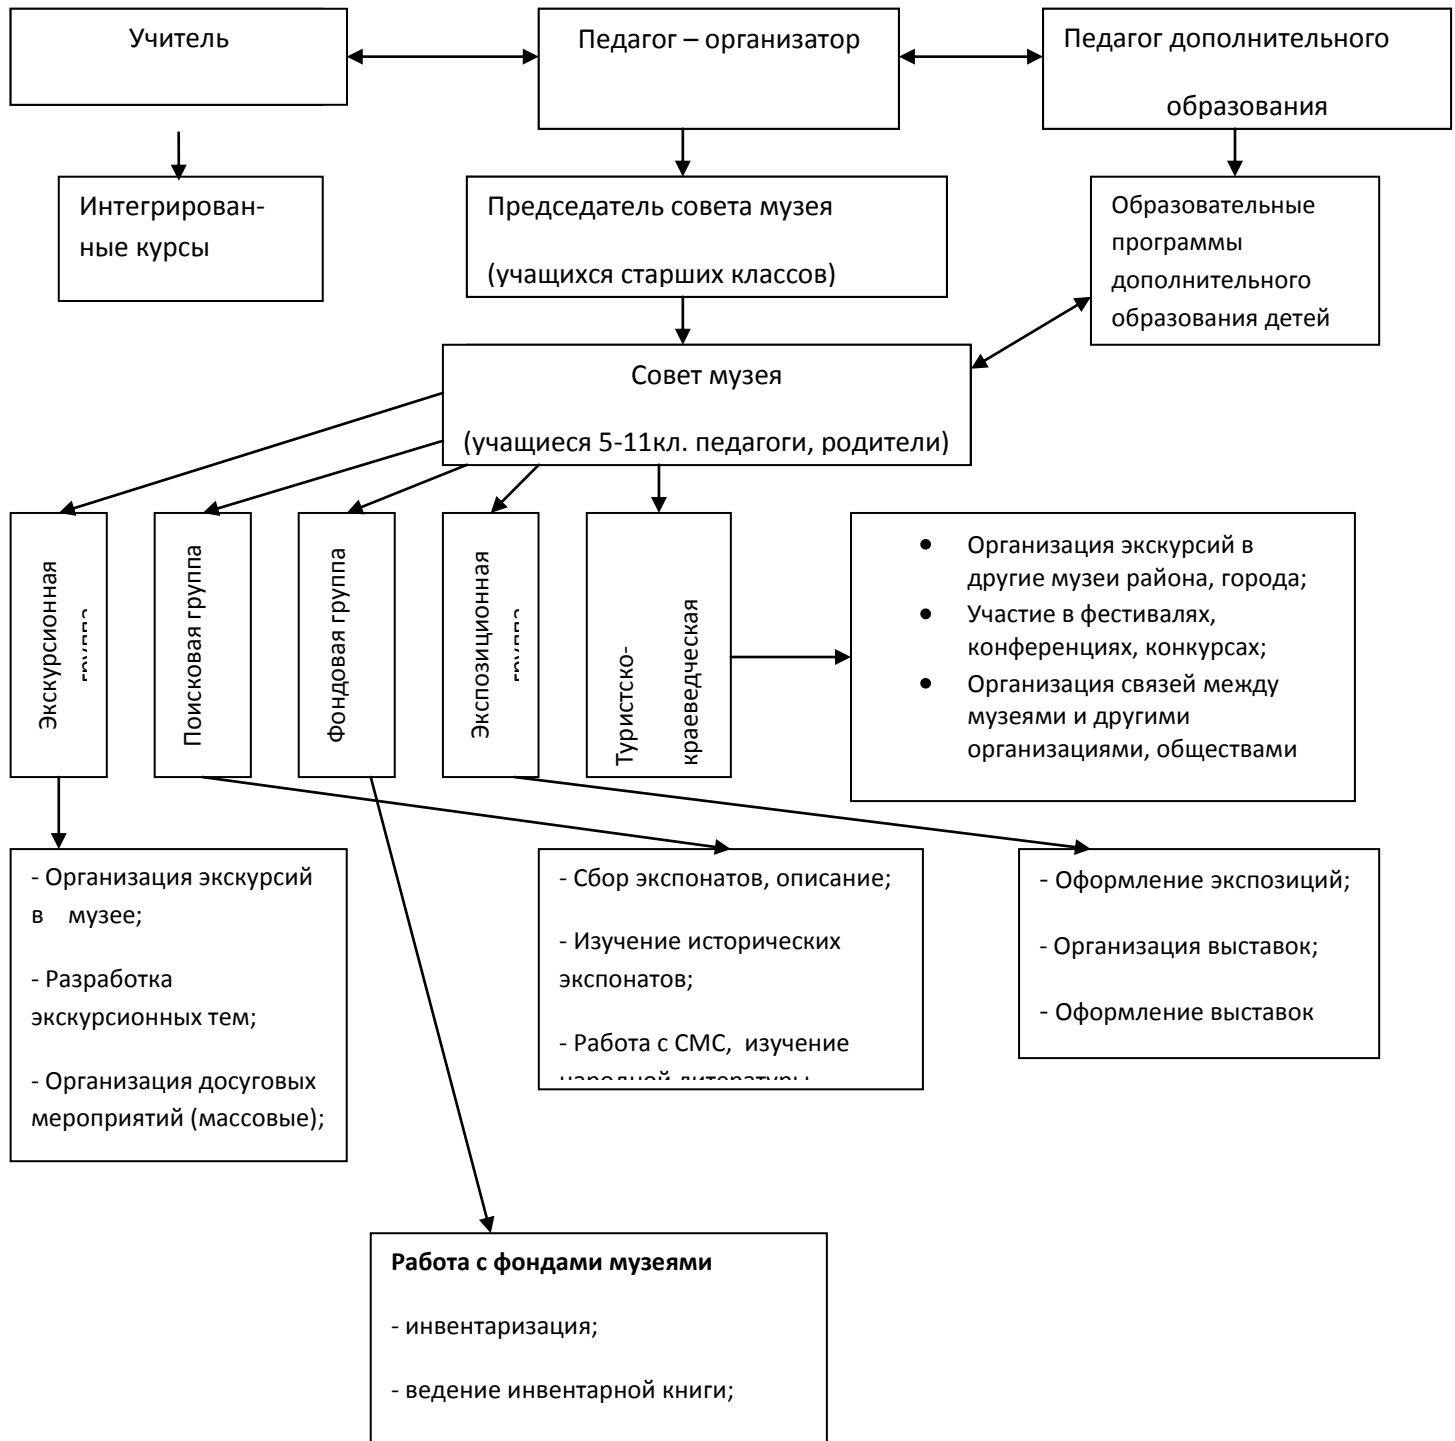 Учитель
Педагог – организатор
Педагог дополнительного
образования
Интегрирован-
ные курсы
Председатель совета музея
(учащихся старших классов)
Образовательные
программы
дополнительного
образования детей
Совет музея
(учащиеся 5-11кл. педагоги, родители)
Экскурсионная
группа
Поисковая группа
Фондовая группа
Экспозиционная
группа
Туристско-
краеведческая
• Организация экскурсий в
другие музеи района, города;
• Участие в фестивалях,
конференциях, конкурсах;
• Организация связей между
музеями и другими
организациями, обществами
- Организация экскурсий
в музее;
- Разработка
экскурсионных тем;
- Организация досуговых
мероприятий (массовые);
- Сбор экспонатов, описание;
- Изучение исторических
экспонатов;
- Работа с СМС, изучение
народной литературы
- Оформление экспозиций;
- Организация выставок;
- Оформление выставок
Работа с фондами музеями
- инвентаризация;
- ведение инвентарной книги;